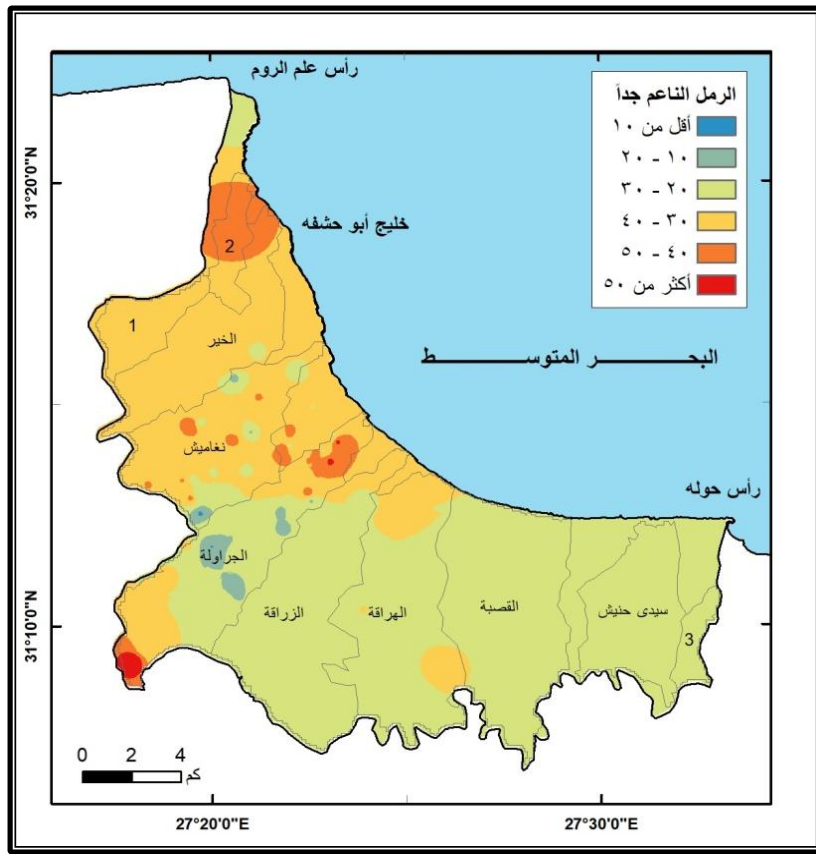 رأس علم الروم
الرمل الناعم جداً
أقل من ١٠
١٠ - ٢٠
٢٠ - ٣٠
٣٠ - ٤٠
٤٠ - ٥٠
أكثر من ٥٠
31°20'0"N
خليج أبو حشفه
2
1
الخير
البحـــــر المتوســـــط
نغاميش
رأس حوله
الجراولة
31°10'0"N
الزراقة
الهراقة
القصبة
سيدى حنيش
3
0 2 4
كم
27°20'0"E
27°30'0"E